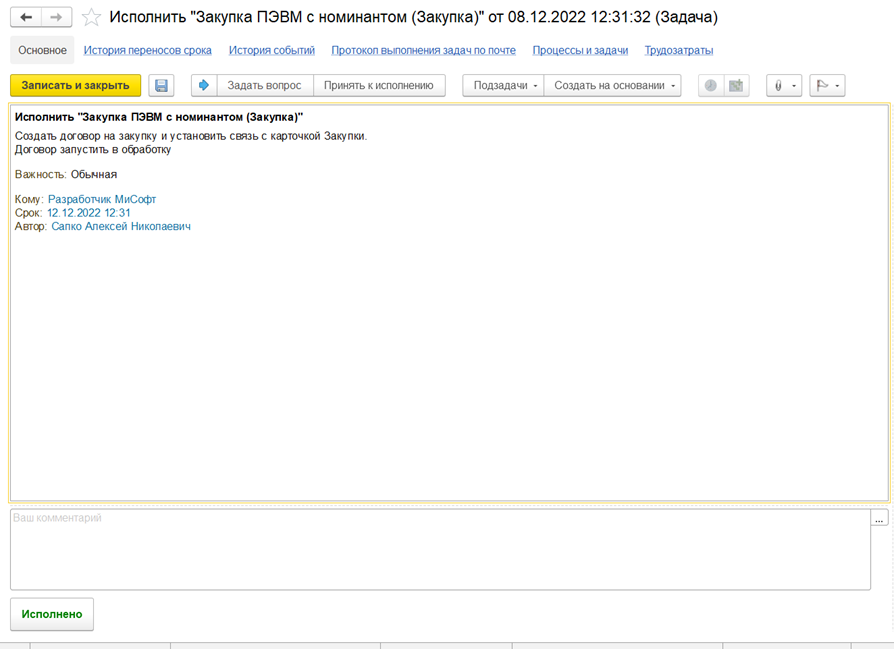 Исполнить "Закупка ПЭВМ с номинантом (Закупка)" от 08.12.2022 12:31:32 (Задача)
Основное История переносов срока История событий Протокол выполнения задач по почте Процессы и задачи Трудозатраты
Записать и закрыть Задать вопрос Принять к исполнению Подзадачи Создать на основании
Исполнить "Закупка ПЭВМ с номинантом (Закупка)"
Создать договор на закупку и установить связь с карточкой Закупки.
Договор запустить в обработку
Важность: Обычная
Кому: Разработчик МиСофт
Срок: 12.12.2022 12:31
Автор: Сапко Алексей Николаевич
Ваш комментарий ...
Исполнено